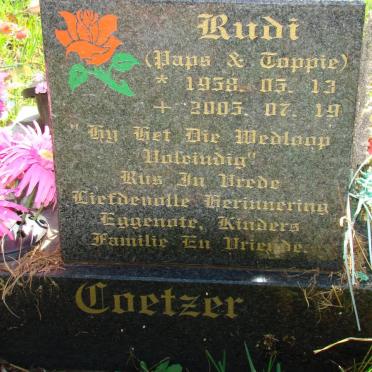 Rudi
(Paps & Toppie)
* 1958. 05. 13
+ 2005. 07. 19
"Hy Het Die Wedloop
Voleindig"
Rus In Vrede
Liefdevolle Herinnering
Eggenote, Kinders
Familie En Vriende.
Coetzer